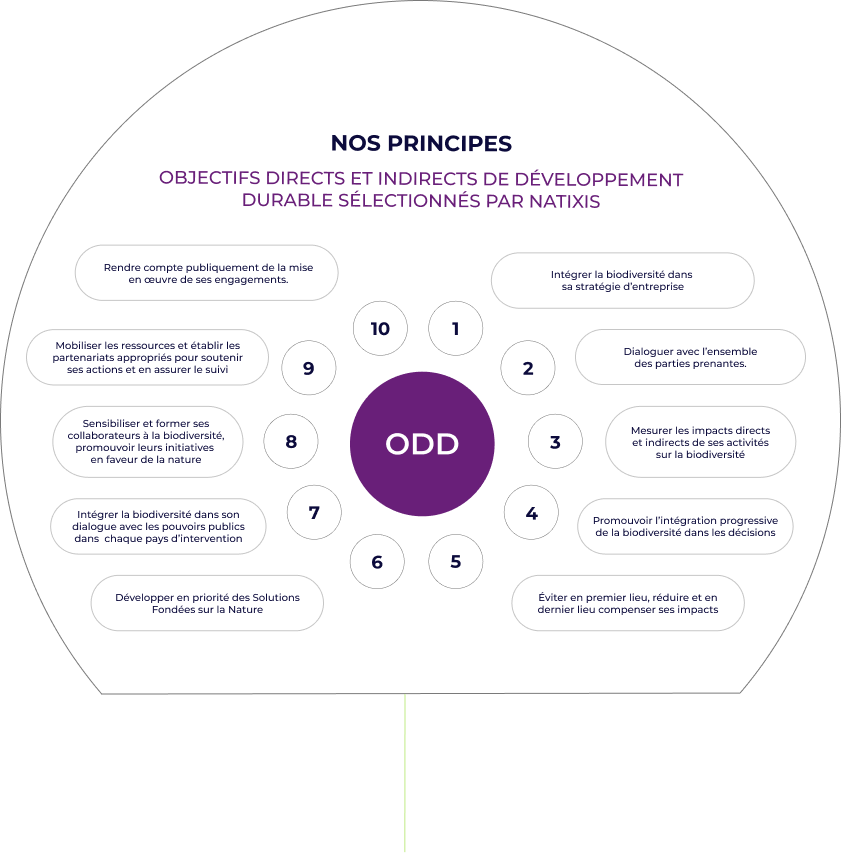 NOS PRINCIPES
OBJECTIFS DIRECTS ET INDIRECTS DE DÉVELOPPEMENT
DURABLE SÉLECTIONNÉS PAR NATIXIS
ODD
1
Intégrer la biodiversité dans
sa stratégie d'entreprise
2
Dialoguer avec l'ensemble
des parties prenantes.
3
Mesurer les impacts directs
et indirects de ses activités
sur la biodiversité
4
Promouvoir l'intégration progressive
de la biodiversité dans les décisions
5
Éviter en premier lieu, réduire et en
dernier lieu compenser ses impacts
6
Développer en priorité des Solutions
Fondées sur la Nature
7
Intégrer la biodiversité dans son
dialogue avec les pouvoirs publics
dans chaque pays d'intervention
8
Sensibiliser et former ses
collaborateurs à la biodiversité,
promouvoir leurs initiatives
en faveur de la nature
9
Mobiliser les ressources et établir les
partenariats appropriés pour soutenir
ses actions et en assurer le suivi
10
Rendre compte publiquement de la mise
en œuvre de ses engagements.